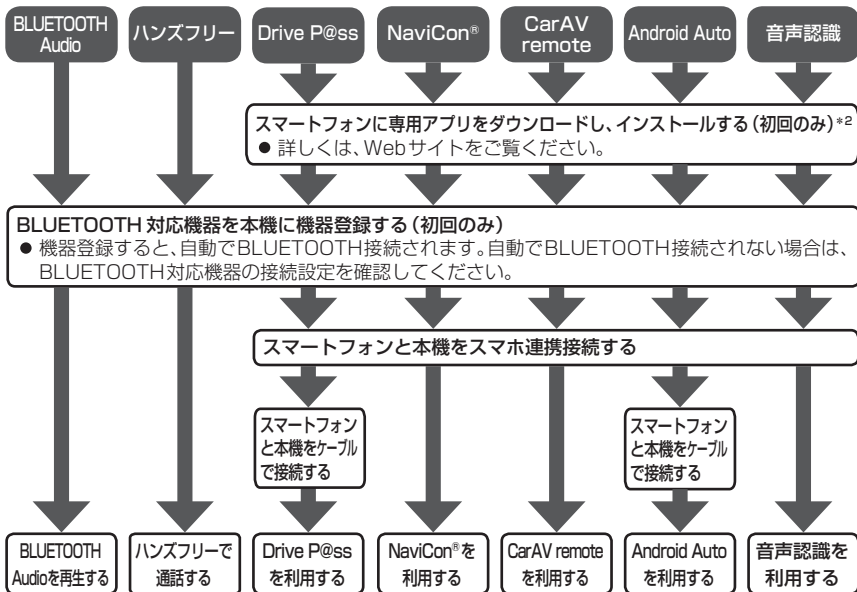 BLUETOOTH
Audio
ハンズフリー
Drive P@ss
NaviCon®
CarAV
remote
Android Auto
音声認識
スマートフォンに専用アプリをダウンロードし、インストールする(初回のみ)*2
● 詳しくは、Webサイトをご覧ください。
BLUETOOTH 対応機器を本機に機器登録する(初回のみ)
● 機器登録すると、自動でBLUETOOTH接続されます。自動でBLUETOOTH接続されない場合は、
BLUETOOTH対応機器の接続設定を確認してください。
スマートフォンと本機をスマホ連携接続する
スマートフォン
と本機をケーブル
で接続する
スマートフォン
と本機をケーブル
で接続する
BLUETOOTH
Audioを再生する
ハンズフリーで
通話する
Drive P@ss
を利用する
NaviCon®を
利用する
CarAV remote
を利用する
Android Auto
を利用する
音声認識を
利用する